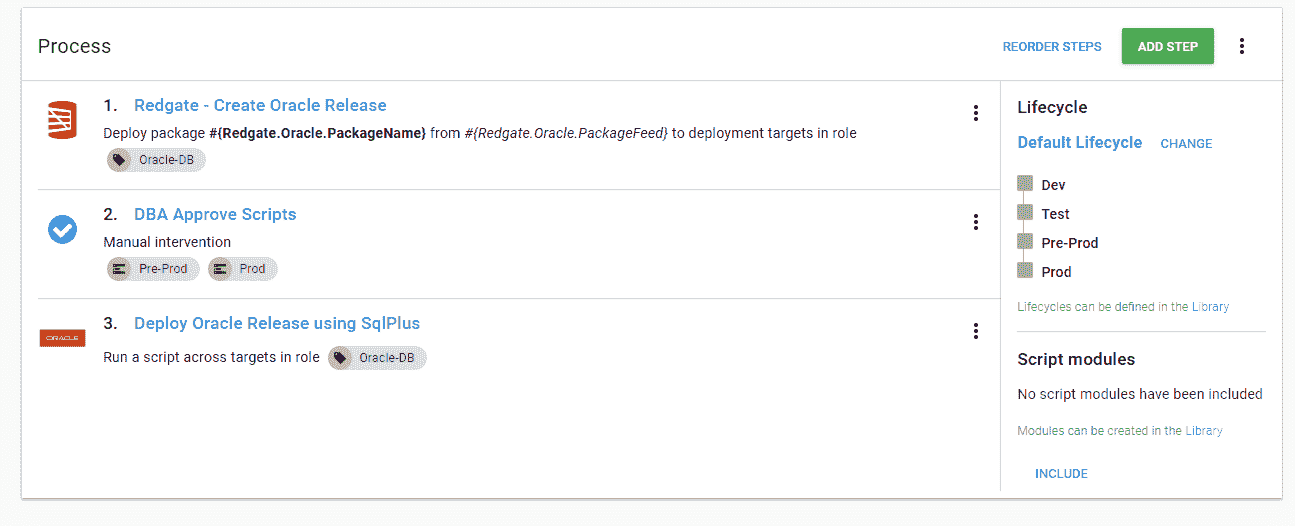 Process
REORDER STEPS
ADD STEP
1. Redgate - Create Oracle Release
Deploy package #{Redgate.Oracle.PackageName} from #{Redgate.Oracle.PackageFeed} to deployment targets in role
Oracle-DB
2. DBA Approve Scripts
Manual intervention
Pre-Prod Prod
ORACLE
3. Deploy Oracle Release using SqlPlus
Run a script across targets in role Oracle-DB
Lifecycle
Default Lifecycle CHANGE
Dev
Test
Pre-Prod
Prod
Lifecycles can be defined in the Library
Script modules
No script modules have been included
Modules can be created in the Library
INCLUDE